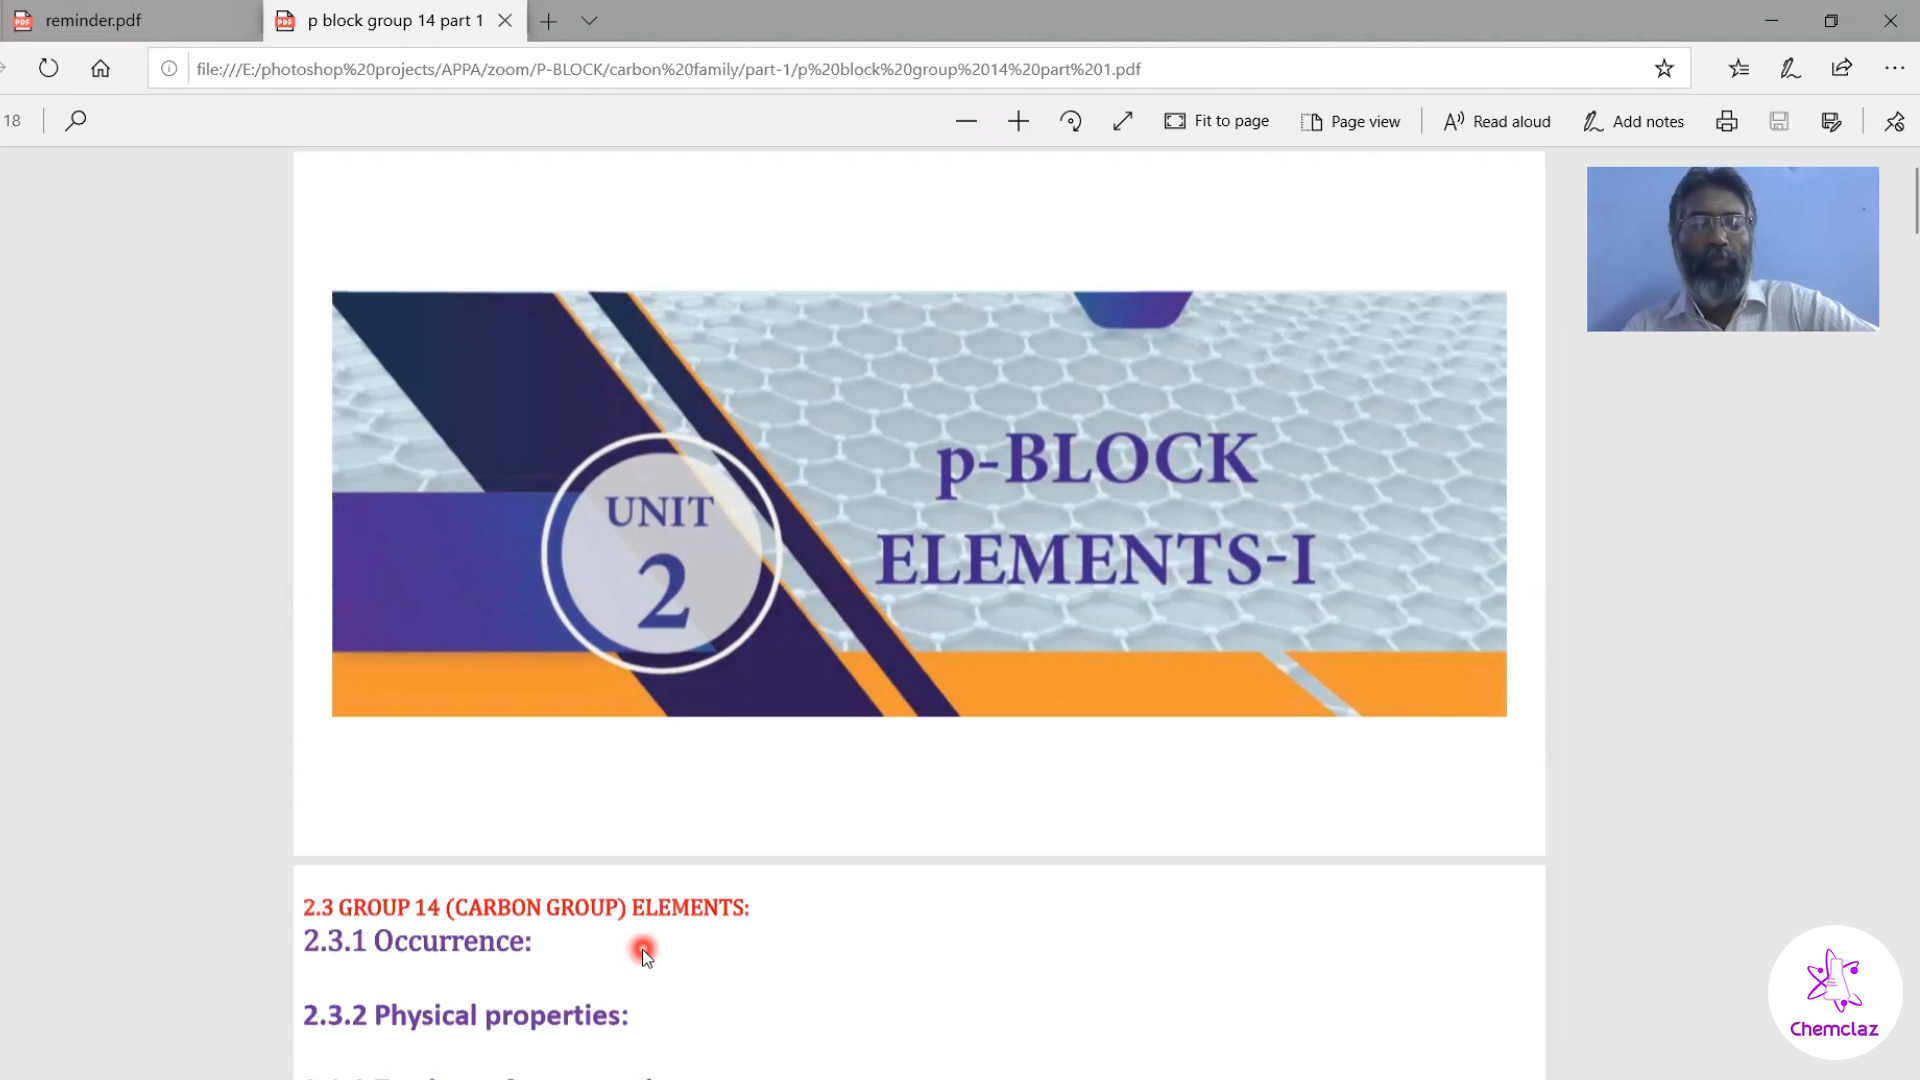 reminder.pdf
p block group 14 part 1
file:///E:/photoshop%20projects/APPA/zoom/P-BLOCK/carbon%20family/part-1/p%20block%20group%2014%20part%201.pdf
18
Fit to page
Page view
Read aloud
Add notes
p-BLOCK
ELEMENTS-I
UNIT
2
2.3 GROUP 14 (CARBON GROUP) ELEMENTS:
2.3.1 Occurrence:
2.3.2 Physical properties:
Chemclaz